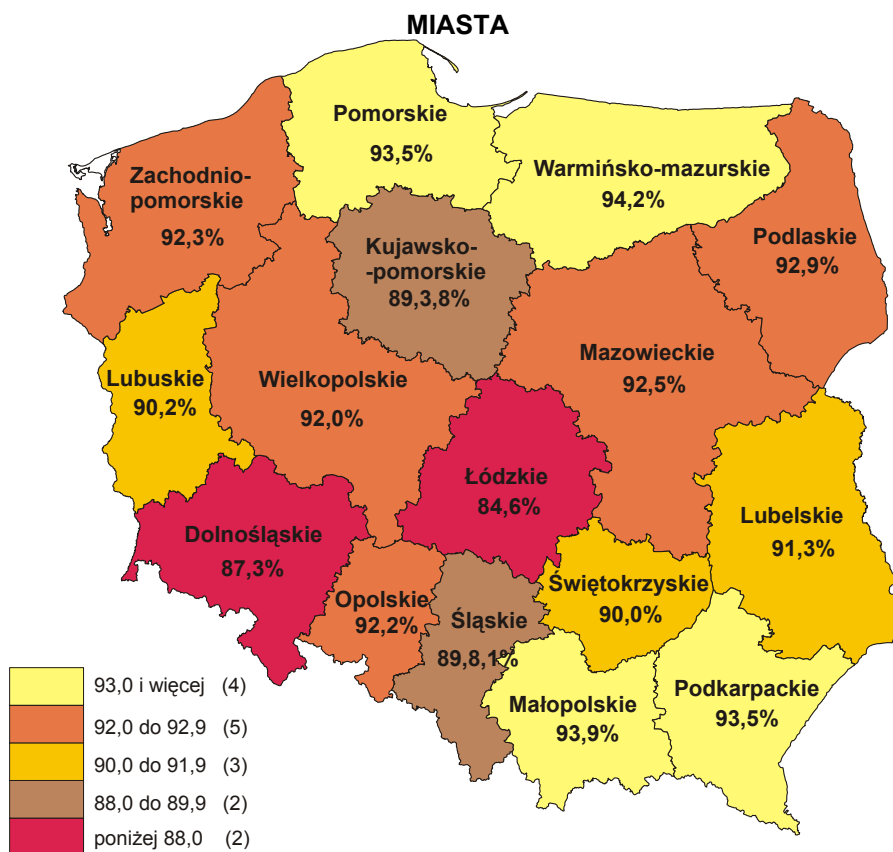 MIASTA
Pomorskie
93,5%
Warmińsko-mazurskie
94,2%
Zachodnio-
pomorskie
92,3%
Kujawsko-
-pomorskie
89,3,8%
Podlaskie
92,9%
Mazowieckie
92,5%
Lubuskie
90,2%
Wielkopolskie
92,0%
Łódzkie
84,6%
Lubelskie
91,3%
Dolnośląskie
87,3%
Opolskie
92,2%
Śląskie
89,8,1%
Świętokrzyskie
90,0%
Małopolskie
93,9%
Podkarpackie
93,5%
93,0 i więcej (4)
92,0 do 92,9 (5)
90,0 do 91,9 (3)
88,0 do 89,9 (2)
poniżej 88,0 (2)